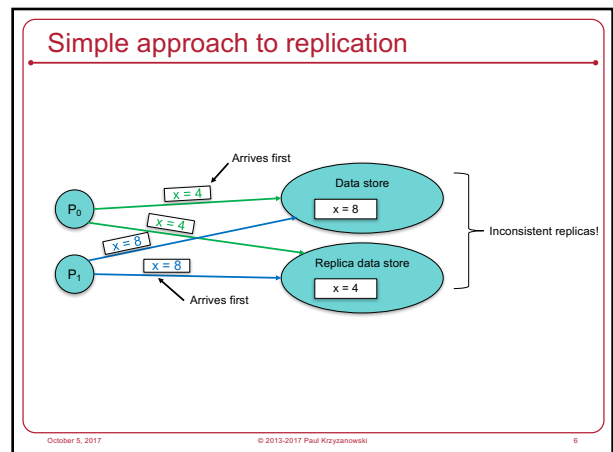 Simple approach to replication
Arrives first
Data store
x = 4
P0
x = 8
x = 4
Inconsistent replicas!
x = 8
x = 8
P1
Replica data store
x = 4
Arrives first
October 5, 2017
© 2013-2017 Paul Krzyzanowski
6